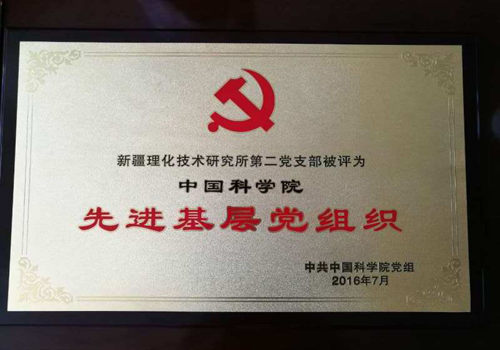 新疆理化技术研究所第二党支部被评为
中国科学院
先进基层党组织
中共中国科学院党组
2016年7月